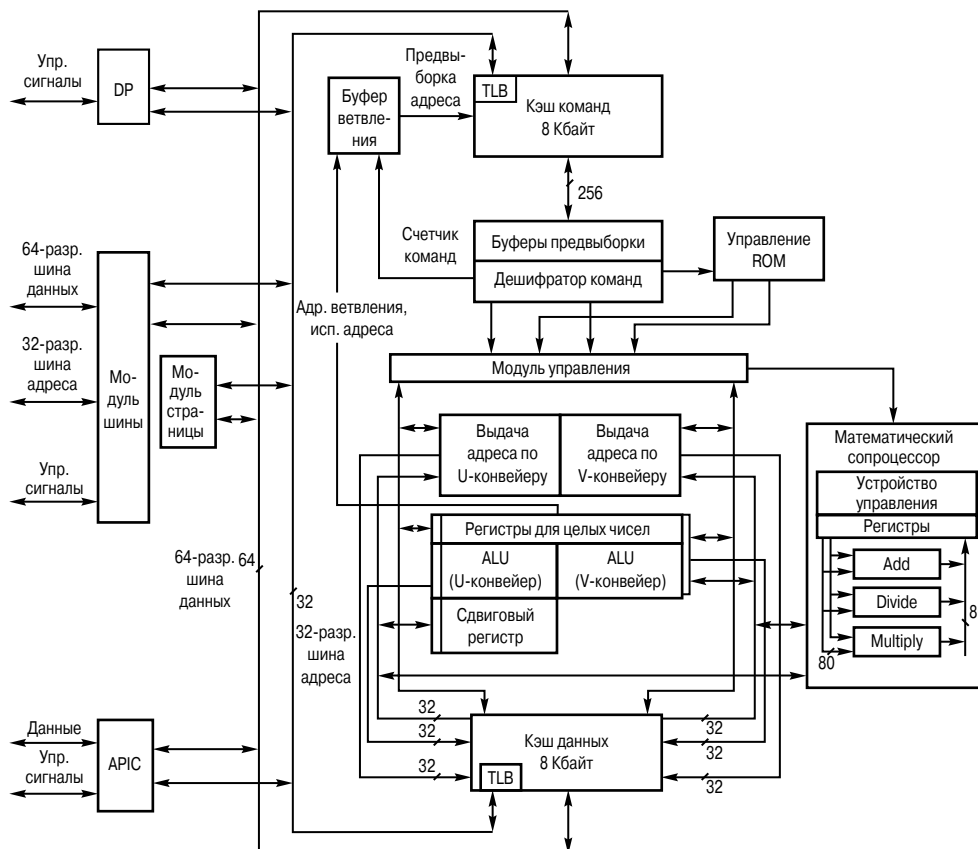 Упр.
сигналы
DP
Предвы-
борка
адреса
Буфер
ветвле-
ния
TLB
Кэш команд
8 Кбайт
256
Счетчик
команд
Буферы предвыборки
Дешифратор команд
Управление
ROM
64-разр.
шина
данных
32-разр.
шина
адреса
Упр.
сигналы
Мо-
дуль
шины
Мо-
дуль
стра-
ницы
Адр. ветвления,
исп. адреса
Модуль управления
Выдача
адреса по
U-конвейеру
Выдача
адреса по
V-конвейеру
Регистры для целых чисел
ALU
(U-конвейер)
ALU
(V-конвейер)
Сдвиговый
регистр
Математический
сопроцессор
Устройство
управления
Регистры
Add
Divide
Multiply
80
8
64-разр.
шина
данных
64
32
32-разр.
шина
адреса
32
32
32
32
32
32
Кэш данных
8 Кбайт
TLB
Данные
Упр.
сигналы
APIC